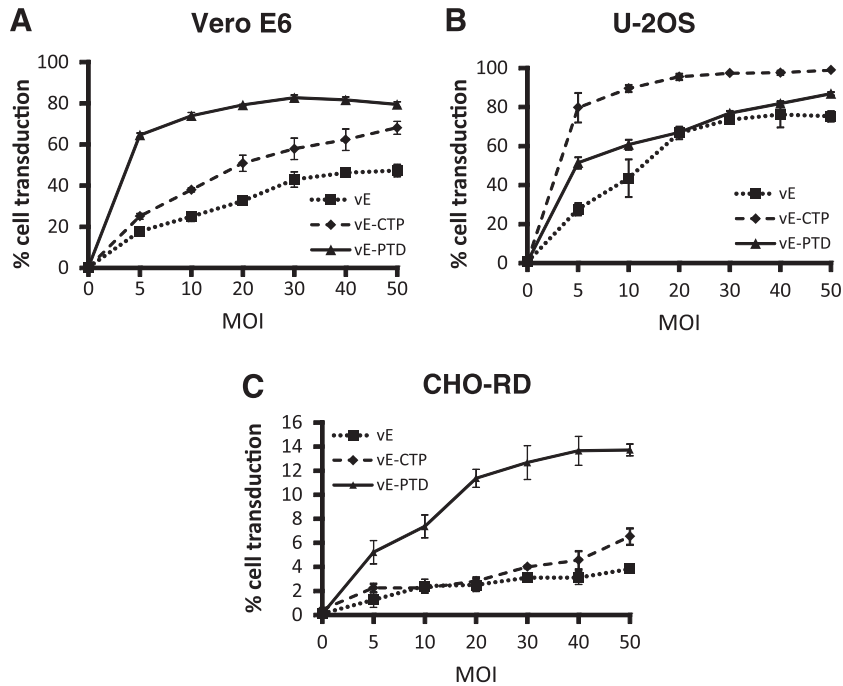 A
Vero E6
% cell transduction
100
80
60
40
20
0
vE
vE-CTP
vE-PTD
0 5 10 20 30 40 50
MOI
B
U-2OS
% cell transduction
100
80
60
40
20
0
vE
vE-CTP
vE-PTD
0 5 10 20 30 40 50
MOI
C
CHO-RD
% cell transduction
16
14
12
10
8
6
4
2
0
vE
vE-CTP
vE-PTD
0 5 10 20 30 40 50
MOI